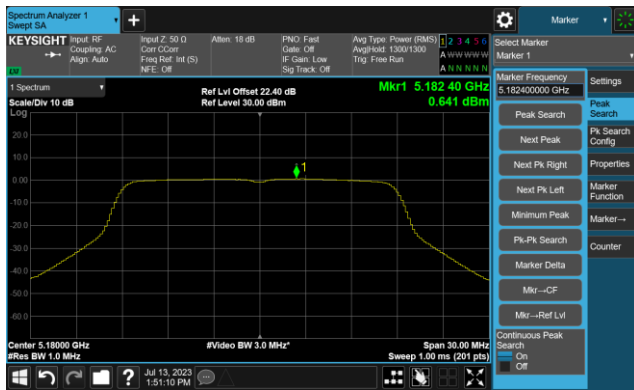 Spectrum Analyzer 1
Swept SA
Marker
KEYSIGHT
Input: RF
Coupling: AC
Align: Auto
Input Z: 50 Ω
Corr CCorr
Freq Ref: Int (S)
NFE: Off
Atten: 18 dB
PNO: Fast
Gate: Off
IF Gain: Low
Sig Track: Off
Avg Type: Power (RMS)
Avg|Hold: 1300/1300
Trig: Free Run
1 2 3 4 5 6
A W W W W W
A N N N N N
Select Marker
Marker 1
1 Spectrum
Scale/Div 10 dB
Log
Ref Lvl Offset 22.40 dB
Ref Level 30.00 dBm
Mkr1 5.182 40 GHz
0.641 dBm
20.0
10.0
0.00
-10.0
-20.0
-30.0
-40.0
-50.0
-60.0
1
Center 5.18000 GHz
#Res BW 1.0 MHz
#Video BW 3.0 MHz*
Span 30.00 MHz
Sweep 1.00 ms (201 pts)
Marker Frequency
5.182400000 GHz
Peak Search
Next Peak
Next Pk Right
Next Pk Left
Minimum Peak
Pk-Pk Search
Marker Delta
Mkr→CF
Mkr→Ref Lvl
Continuous Peak
Search
On
Off
Settings
Peak
Search
Pk Search
Config
Properties
Marker
Function
Marker→
Counter
?
Jul 13, 2023
1:51:10 PM